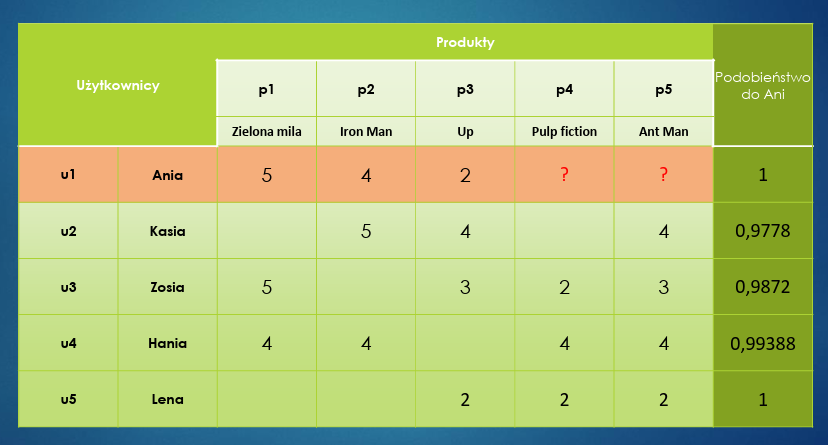 Użytkownicy Produkty Podobieństwo do Ani
p1 p2 p3 p4 p5
Zielona mila Iron Man Up Pulp fiction Ant Man
u1 Ania 5 4 2 ? ? 1
u2 Kasia 5 4 4 0,9778
u3 Zosia 5 3 2 3 0,9872
u4 Hania 4 4 4 4 0,99388
u5 Lena 2 2 2 1